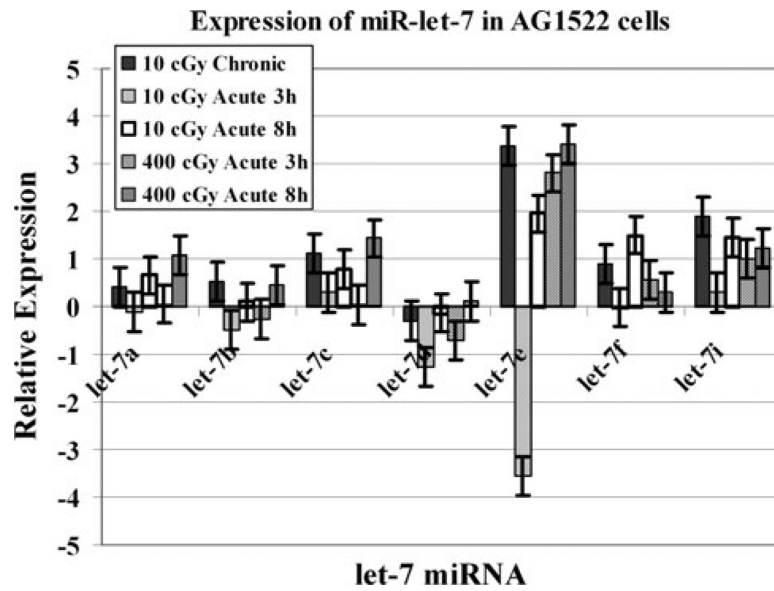 Expression of miR-let-7 in AG1522 cells
10 cGy Chronic
10 cGy Acute 3h
10 cGy Acute 8h
400 cGy Acute 3h
400 cGy Acute 8h
Relative Expression
5
4
3
2
1
0
-1
-2
-3
-4
-5
let-7a
let-7b
let-7c
let-7d
let-7e
let-7f
let-7i
let-7 miRNA